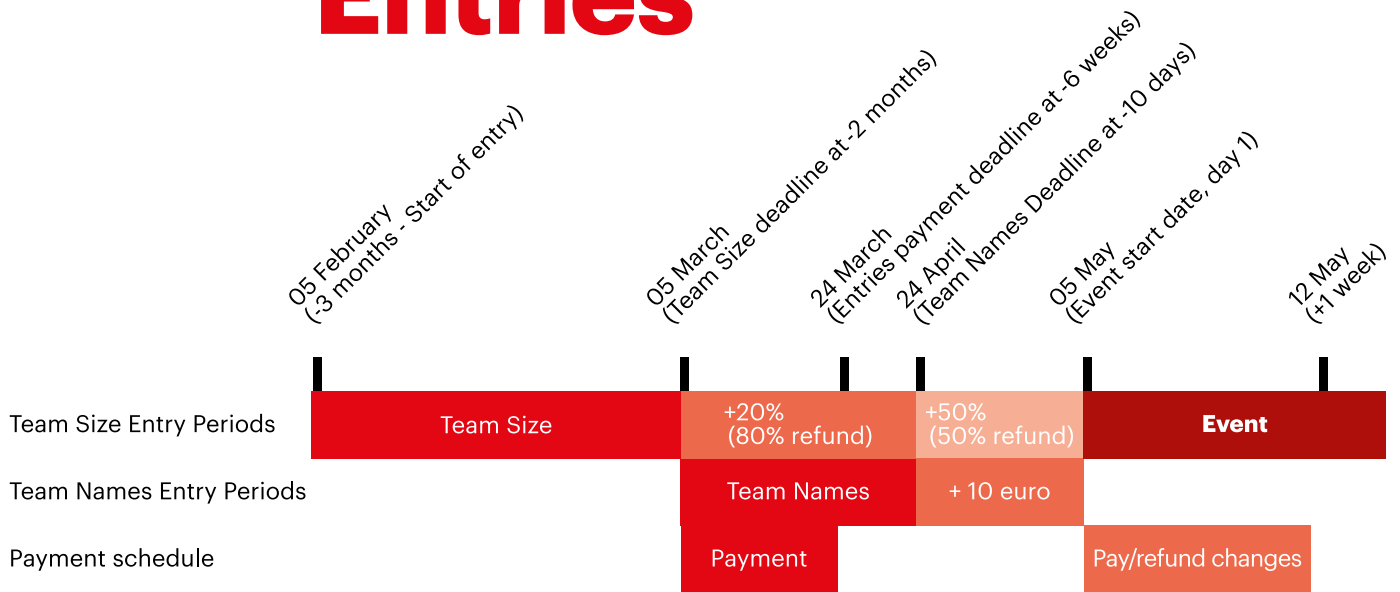 Entries
05 February
(-3 months - Start of entry)
05 March
(Team Size deadline at -2 months)
24 March
(Entries payment deadline at -6 weeks)
24 April
(Team Names Deadline at -10 days)
05 May
(Event start date, day 1)
12 May
(+1 week)
Team Size Entry Periods
Team Size
+20%
(80% refund)
+50%
(50% refund)
Event
Team Names Entry Periods
Team Names
+ 10 euro
Payment schedule
Payment
Pay/refund changes